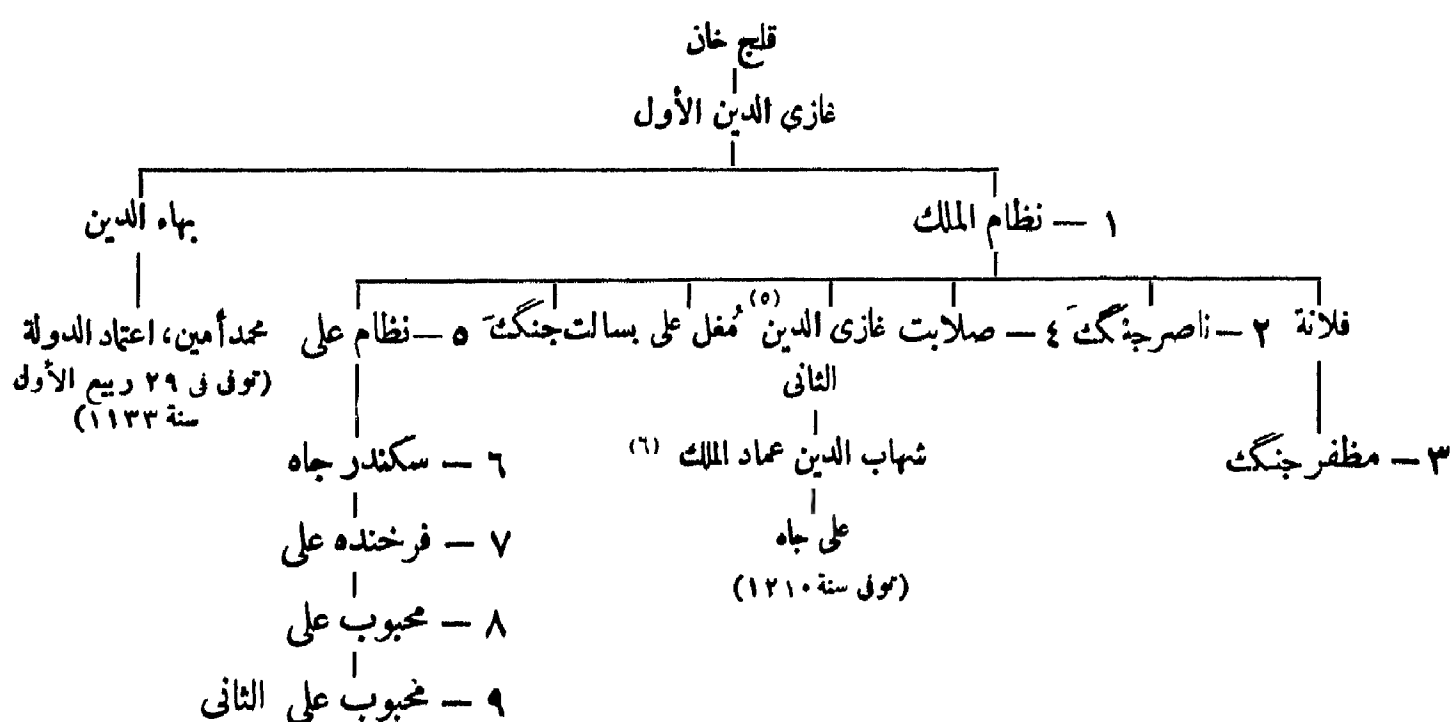 قلج خان
غازي الدين الأول
١ — نظام الملك
بهاء الدين
فلانة ٢ — ناصر جنگ ٤ — صلابت غازى الدين (٥) مُغل على بسالت جنگ ٥ — نظام على
الثانى
محمد أمين، اعتماد الدولة
(توفى فى ٢٩ ربيع الأول
سنة ١١٣٣)
٣ — مظفر جنگ
شهاب الدين عماد الملك (٦)
٦ — سكندر جاه
على جاه
٧ — فرخنده على
(توفى سنة ١٢١٠)
٨ — محبوب على
٩ — محبوب على الثانى